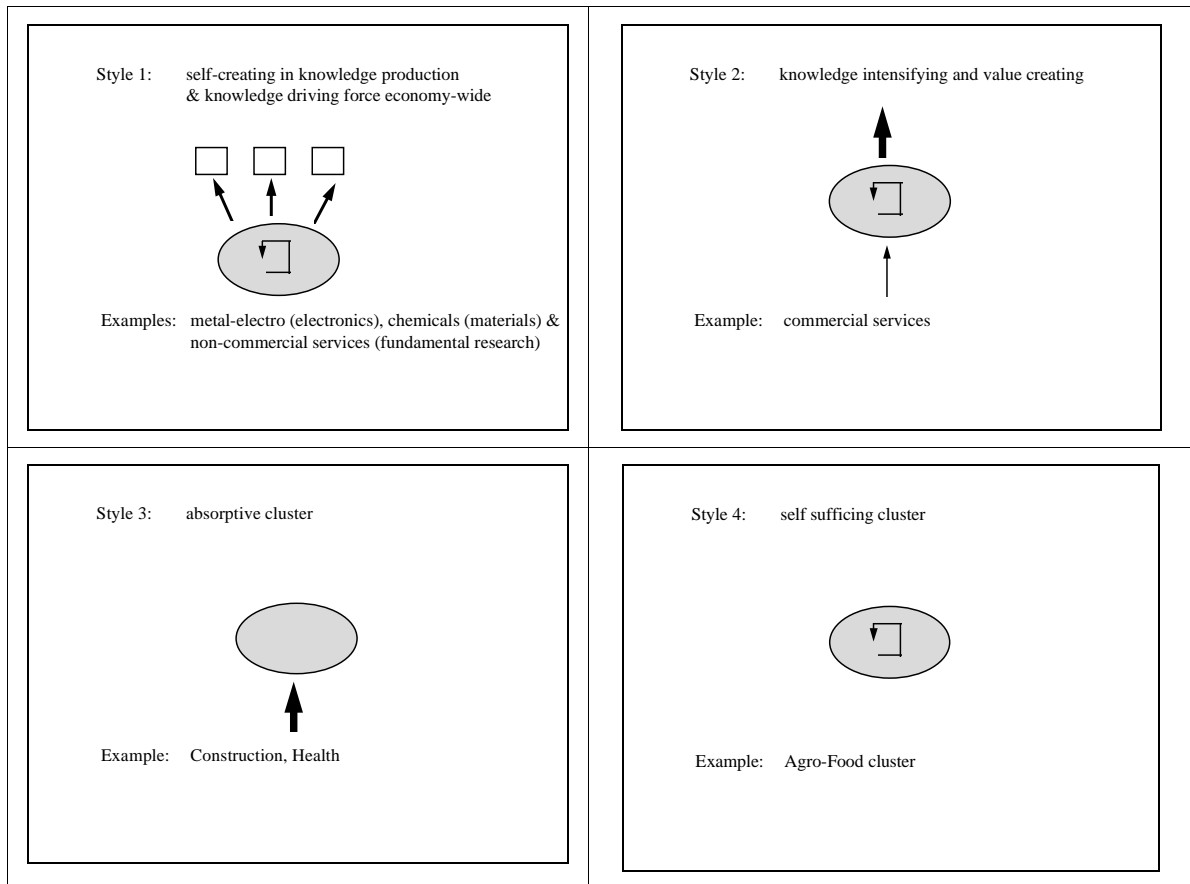 Style 1: self-creating in knowledge production
& knowledge driving force economy-wide
Examples: metal-electro (electronics), chemicals (materials) &
non-commercial services (fundamental research)
Style 2: knowledge intensifying and value creating
Example: commercial services
Style 3: absorptive cluster
Example: Construction, Health
Style 4: self sufficing cluster
Example: Agro-Food cluster